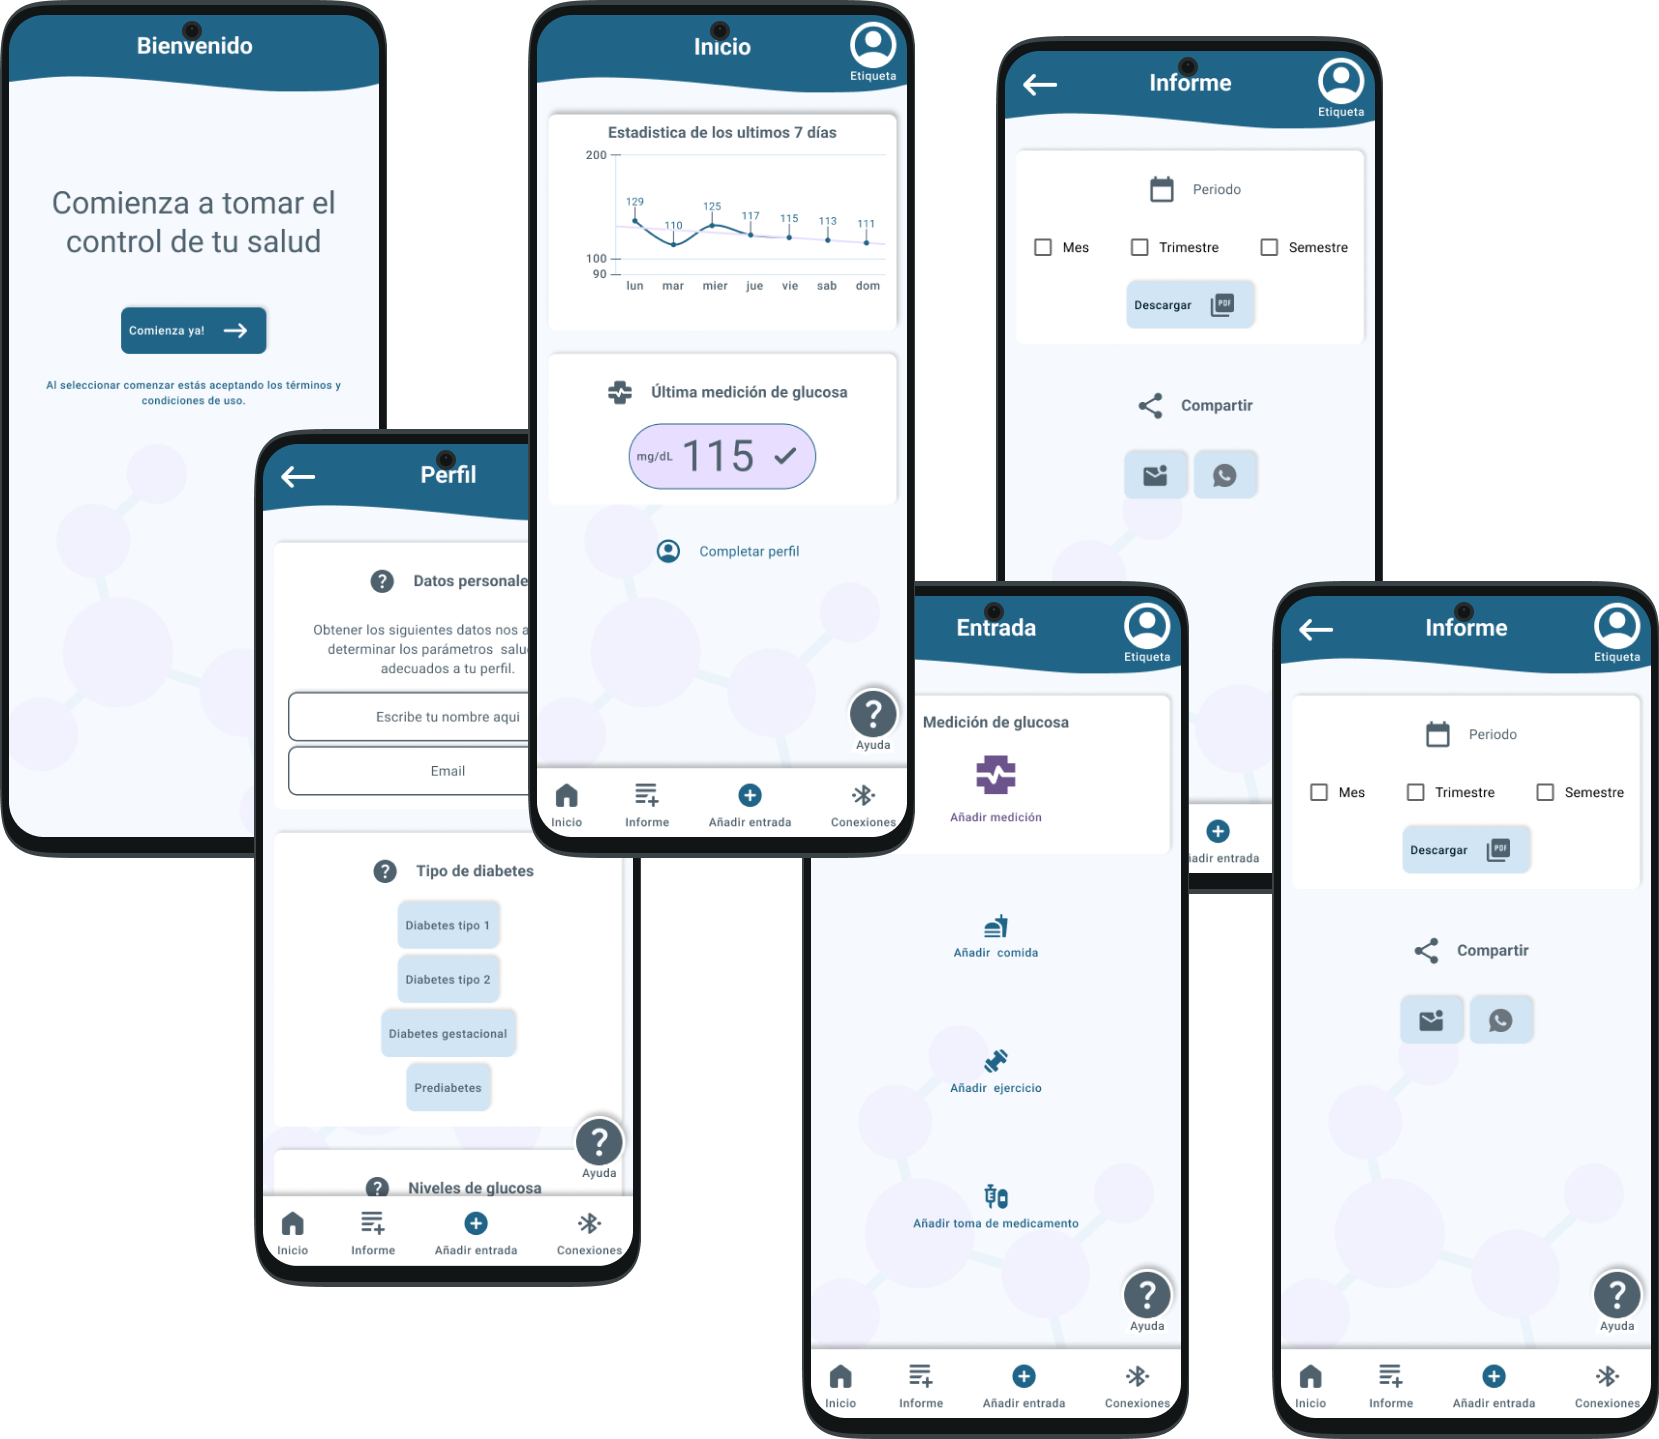 Bienvenido
Comienza a tomar el
control de tu salud
Comienza ya!
Al seleccionar comenzar estás aceptando los términos y
condiciones de uso.
Perfil
Datos personale
Obtener los siguientes datos nos a
determinar los parámetros salu
adecuados a tu perfil.
Escribe tu nombre aqui
Email
Tipo de diabetes
Diabetes tipo 1
Diabetes tipo 2
Diabetes gestacional
Prediabetes
Ayuda
Niveles de glucosa
Inicio Informe Añadir entrada Conexiones
Inicio
Etiqueta
Estadistica de los ultimos 7 días
200
129 110 125 117 115 113 111
100
90
lun mar mier jue vie sab dom
Última medición de glucosa
mg/dL 115
Completar perfil
Ayuda
Inicio Informe Añadir entrada Conexiones
Informe
Etiqueta
Periodo
Mes Trimestre Semestre
Descargar PDF
Compartir
adir entrada
Entrada
Etiqueta
Medición de glucosa
Añadir medición
Añadir comida
Añadir ejercicio
Añadir toma de medicamento
Ayuda
Inicio Informe Añadir entrada Conexiones
Informe
Etiqueta
Periodo
Mes Trimestre Semestre
Descargar PDF
Compartir
Ayuda
Inicio Informe Añadir entrada Conexiones